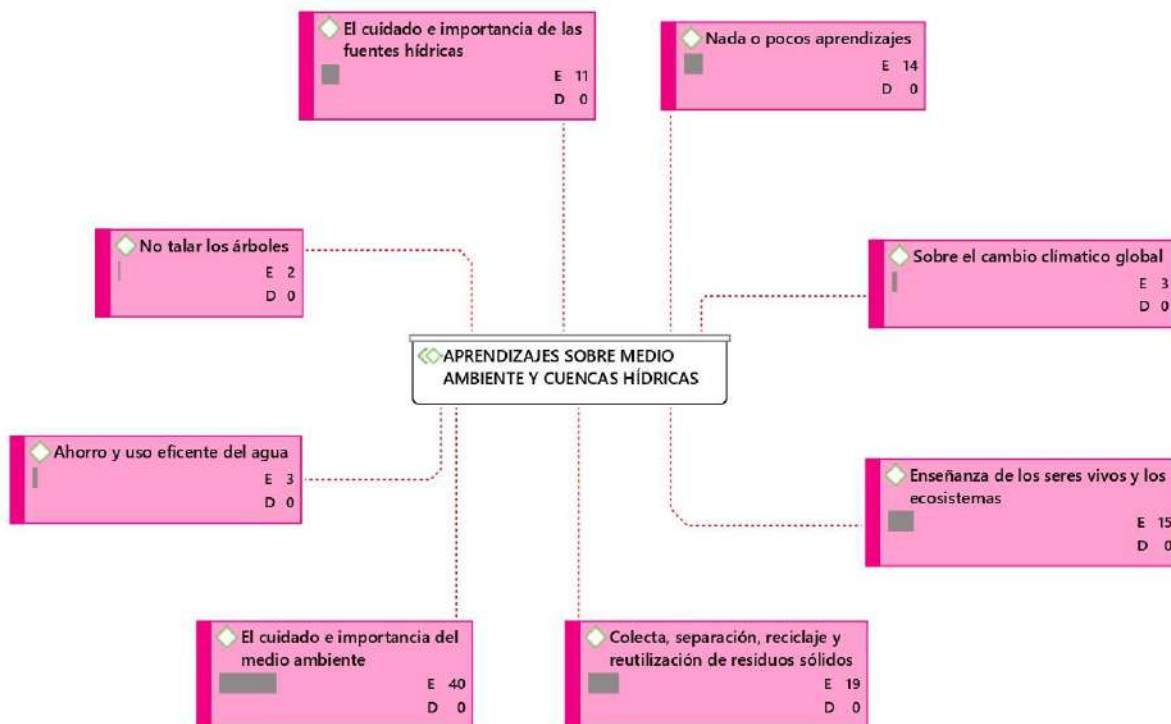 El cuidado e importancia de las
fuentes hídricas
E 11
D 0
Nada o pocos aprendizajes
E 14
D 0
No talar los árboles
E 2
D 0
Sobre el cambio clímatico global
E 3
D 0
APRENDIZAJES SOBRE MEDIO
AMBIENTE Y CUENCAS HÍDRICAS
Ahorro y uso eficente del agua
E 3
D 0
Enseñanza de los seres vivos y los
ecosistemas
E 15
D 0
El cuidado e importancia del
medio ambiente
E 40
D 0
Colecta, separación, reciclaje y
reutilización de residuos sólidos
E 19
D 0